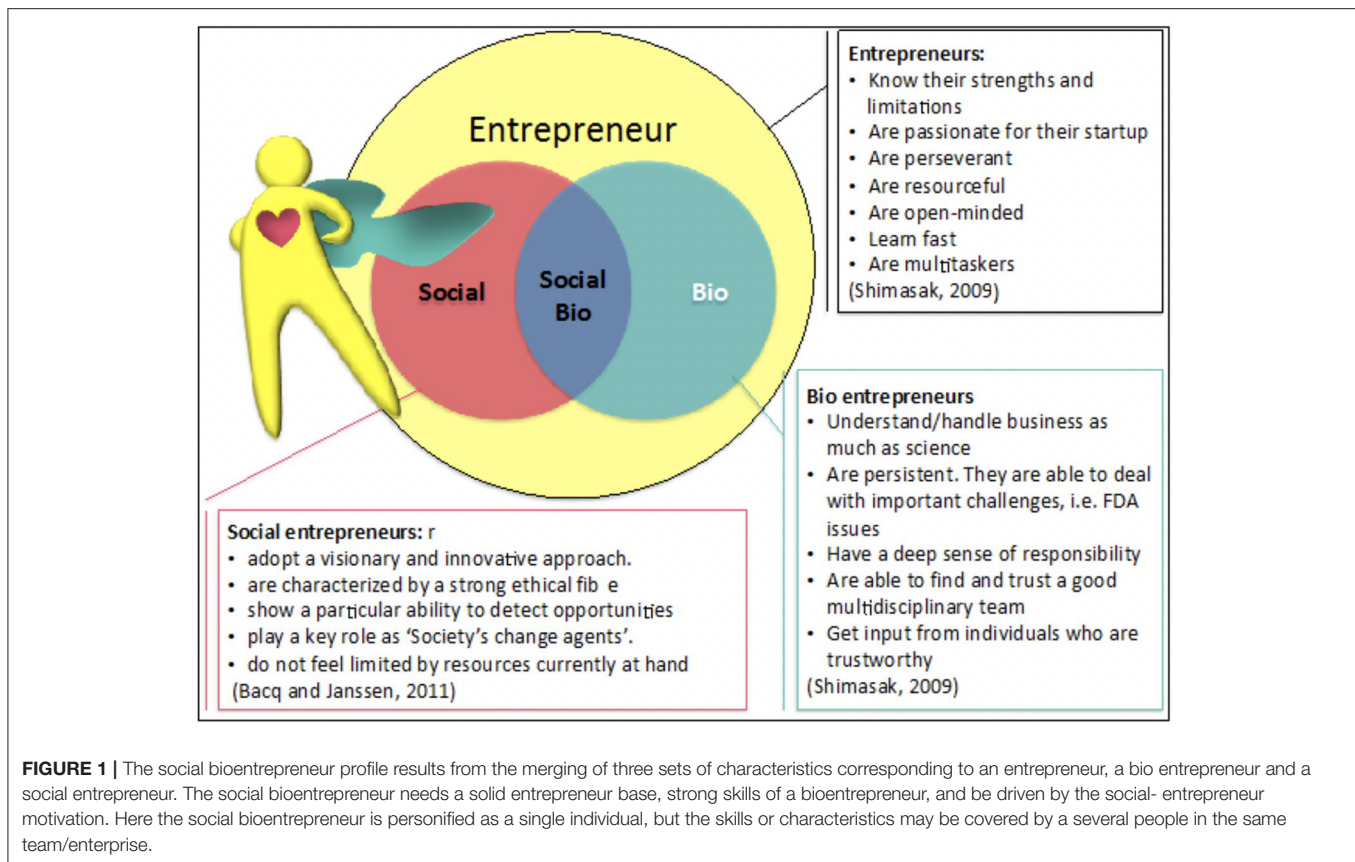 Entrepreneur
Social
Social
Bio
Bio
Entrepreneurs:
• Know their strengths and
limitations
• Are passionate for their startup
• Are perseverant
• Are resourceful
• Are open-minded
• Learn fast
• Are multitaskers
(Shimasak, 2009)
Bio entrepreneurs
• Understand/handle business as
much as science
• Are persistent. They are able to deal
with important challenges, i.e. FDA
issues
• Have a deep sense of responsibility
• Are able to find and trust a good
multidisciplinary team
• Get input from individuals who are
trustworthy
(Shimasak, 2009)
Social entrepreneurs: r
• adopt a visionary and innovative approach.
• are characterized by a strong ethical fib e
• show a particular ability to detect opportunities
• play a key role as ‘Society’s change agents’.
• do not feel limited by resources currently at hand
(Bacq and Janssen, 2011)
FIGURE 1 | The social bioentrepreneur profile results from the merging of three sets of characteristics corresponding to an entrepreneur, a bio entrepreneur and a
social entrepreneur. The social bioentrepreneur needs a solid entrepreneur base, strong skills of a bioentrepreneur, and be driven by the social- entrepreneur
motivation. Here the social bioentrepreneur is personified as a single individual, but the skills or characteristics may be covered by a several people in the same
team/enterprise.